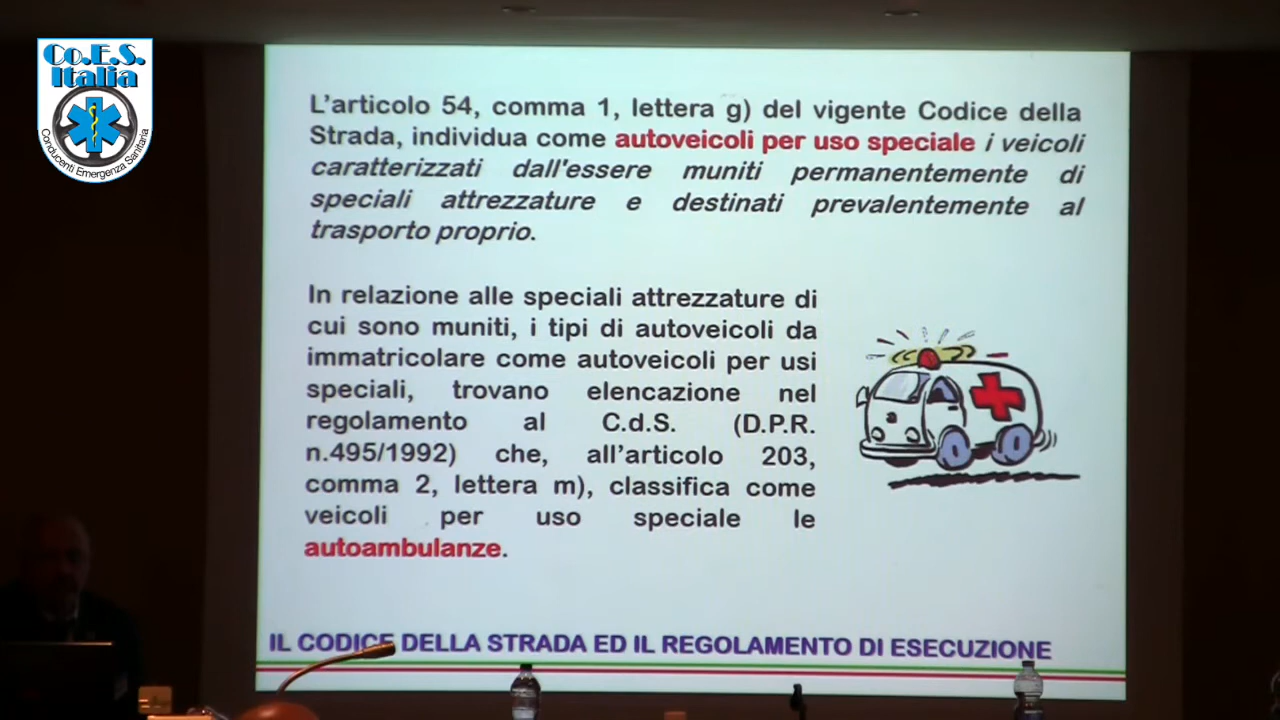 Co.E.S.
Italia
Conducenti Emergenza Sanitaria
L'articolo 54, comma 1, lettera g) del vigente Codice della
Strada, individua come autoveicoli per uso speciale i veicoli
caratterizzati dall'essere muniti permanentemente di
speciali attrezzature e destinati prevalentemente al
trasporto proprio.
In relazione alle speciali attrezzature di
cui sono muniti, i tipi di autoveicoli da
immatricolare come autoveicoli per usi
speciali, trovano elencazione nel
regolamento al C.d.S. (D.P.R.
n.495/1992) che, all'articolo 203,
comma 2, lettera m), classifica come
veicoli per uso speciale le
autoambulanze.
IL CODICE DELLA STRADA ED IL REGOLAMENTO DI ESECUZIONE